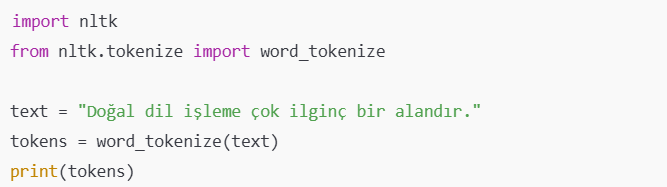 import nltk
from nltk.tokenize import word_tokenize
text = "Doğal dil işleme çok ilginç bir alandır."
tokens = word_tokenize(text)
print(tokens)